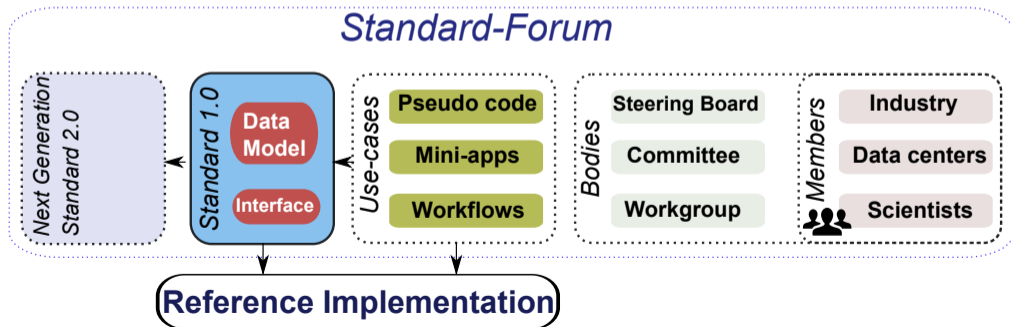 Standard-Forum
Next Generation
Standard 2.0
Standard 1.0
Data
Model
Interface
Use-cases
Pseudo code
Mini-apps
Workflows
Bodies
Steering Board
Committee
Workgroup
Members
Industry
Data centers
Scientists
Reference Implementation